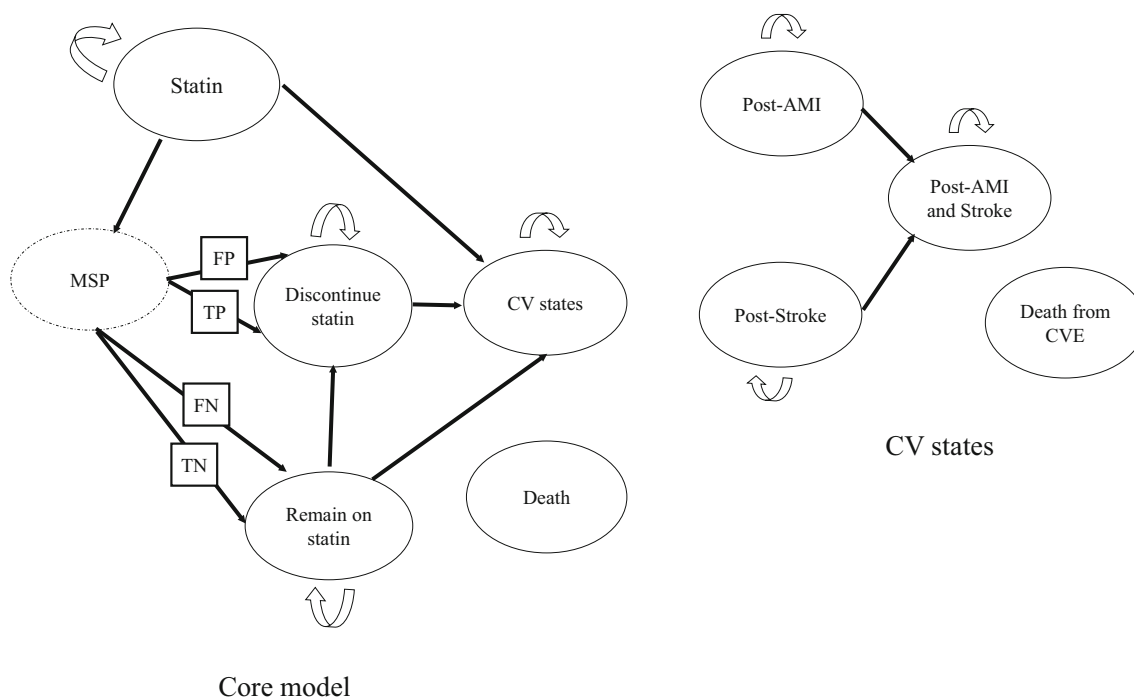 Statin
MSP
FP
TP
Discontinue
statin
CV states
FN
TN
Remain on
statin
Death
Core model
Post-AMI
Post-AMI
and Stroke
Post-Stroke
Death from
CVE
CV states